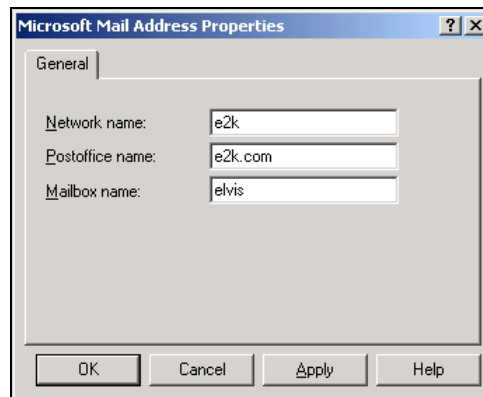 Microsoft Mail Address Properties
General
Network name: e2k
Postoffice name: e2k.com
Mailbox name: elvis
OK Cancel Apply Help